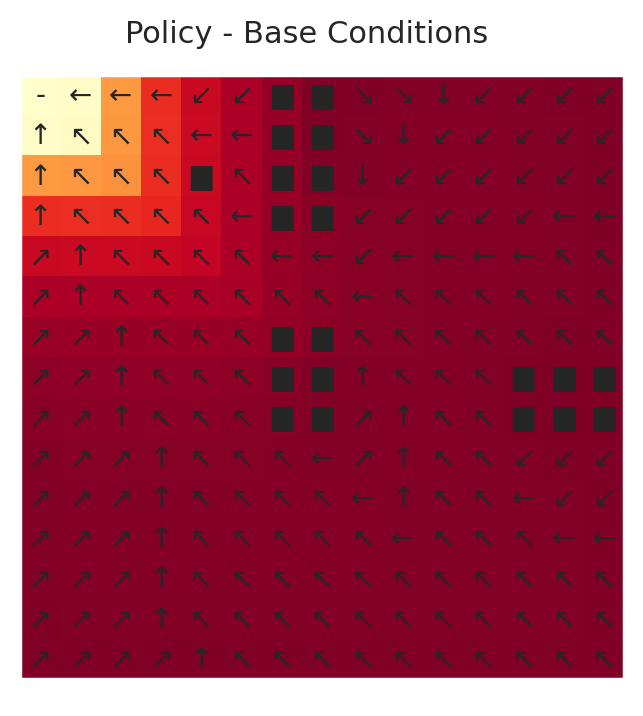 Policy - Base Conditions
- ← ← ← ↙ ↙ ■ ■ ↘ ↘ ↓ ↙ ↙ ↙ ↙
↑ ↖ ↖ ↖ ← ← ■ ■ ↘ ↓ ↙ ↙ ↙ ↙ ↙
↑ ↖ ↖ ↖ ■ ↖ ■ ■ ↓ ↙ ↙ ↙ ↙ ↙ ↙
↑ ↖ ↖ ↖ ↖ ← ■ ■ ↙ ↙ ↙ ↙ ↙ ← ←
↗ ↑ ↖ ↖ ↖ ↖ ← ← ↙ ← ← ← ← ↖ ↖
↗ ↑ ↖ ↖ ↖ ↖ ↖ ↖ ← ↖ ↖ ↖ ↖ ↖ ↖
↗ ↗ ↑ ↖ ↖ ↖ ■ ■ ↖ ↖ ↖ ↖ ↖ ↖ ↖
↗ ↗ ↑ ↖ ↖ ↖ ■ ■ ↑ ↖ ↖ ↖ ■ ■ ■
↗ ↗ ↑ ↖ ↖ ↖ ■ ■ ↗ ↑ ↖ ↖ ■ ■ ■
↗ ↗ ↗ ↑ ↖ ↖ ↖ ← ↗ ↑ ↖ ↖ ↙ ↙ ↙
↗ ↗ ↗ ↑ ↖ ↖ ↖ ↖ ← ↑ ↖ ↖ ← ↙ ↙
↗ ↗ ↗ ↑ ↖ ↖ ↖ ↖ ↖ ← ↖ ↖ ↖ ← ←
↗ ↗ ↗ ↑ ↖ ↖ ↖ ↖ ↖ ↖ ↖ ↖ ↖ ↖ ↖
↗ ↗ ↗ ↑ ↖ ↖ ↖ ↖ ↖ ↖ ↖ ↖ ↖ ↖ ↖
↗ ↗ ↗ ↗ ↑ ↖ ↖ ↖ ↖ ↖ ↖ ↖ ↖ ↖ ↖